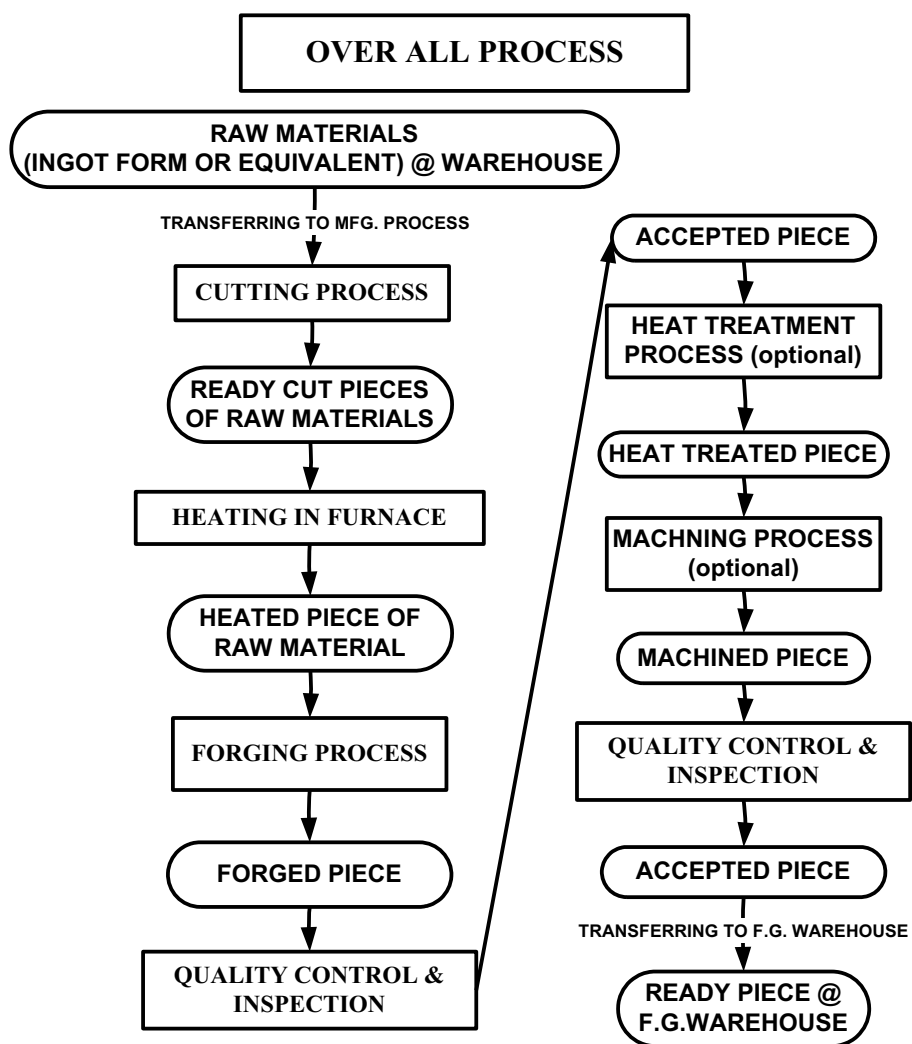 OVER ALL PROCESS
RAW MATERIALS
(INGOT FORM OR EQUIVALENT) @ WAREHOUSE
TRANSFERRING TO MFG. PROCESS
CUTTING PROCESS
READY CUT PIECES
OF RAW MATERIALS
HEATING IN FURNACE
HEATED PIECE OF
RAW MATERIAL
FORGING PROCESS
FORGED PIECE
QUALITY CONTROL &
INSPECTION
ACCEPTED PIECE
HEAT TREATMENT
PROCESS (optional)
HEAT TREATED PIECE
MACHNING PROCESS
(optional)
MACHINED PIECE
QUALITY CONTROL &
INSPECTION
ACCEPTED PIECE
TRANSFERRING TO F.G. WAREHOUSE
READY PIECE @
F.G.WAREHOUSE